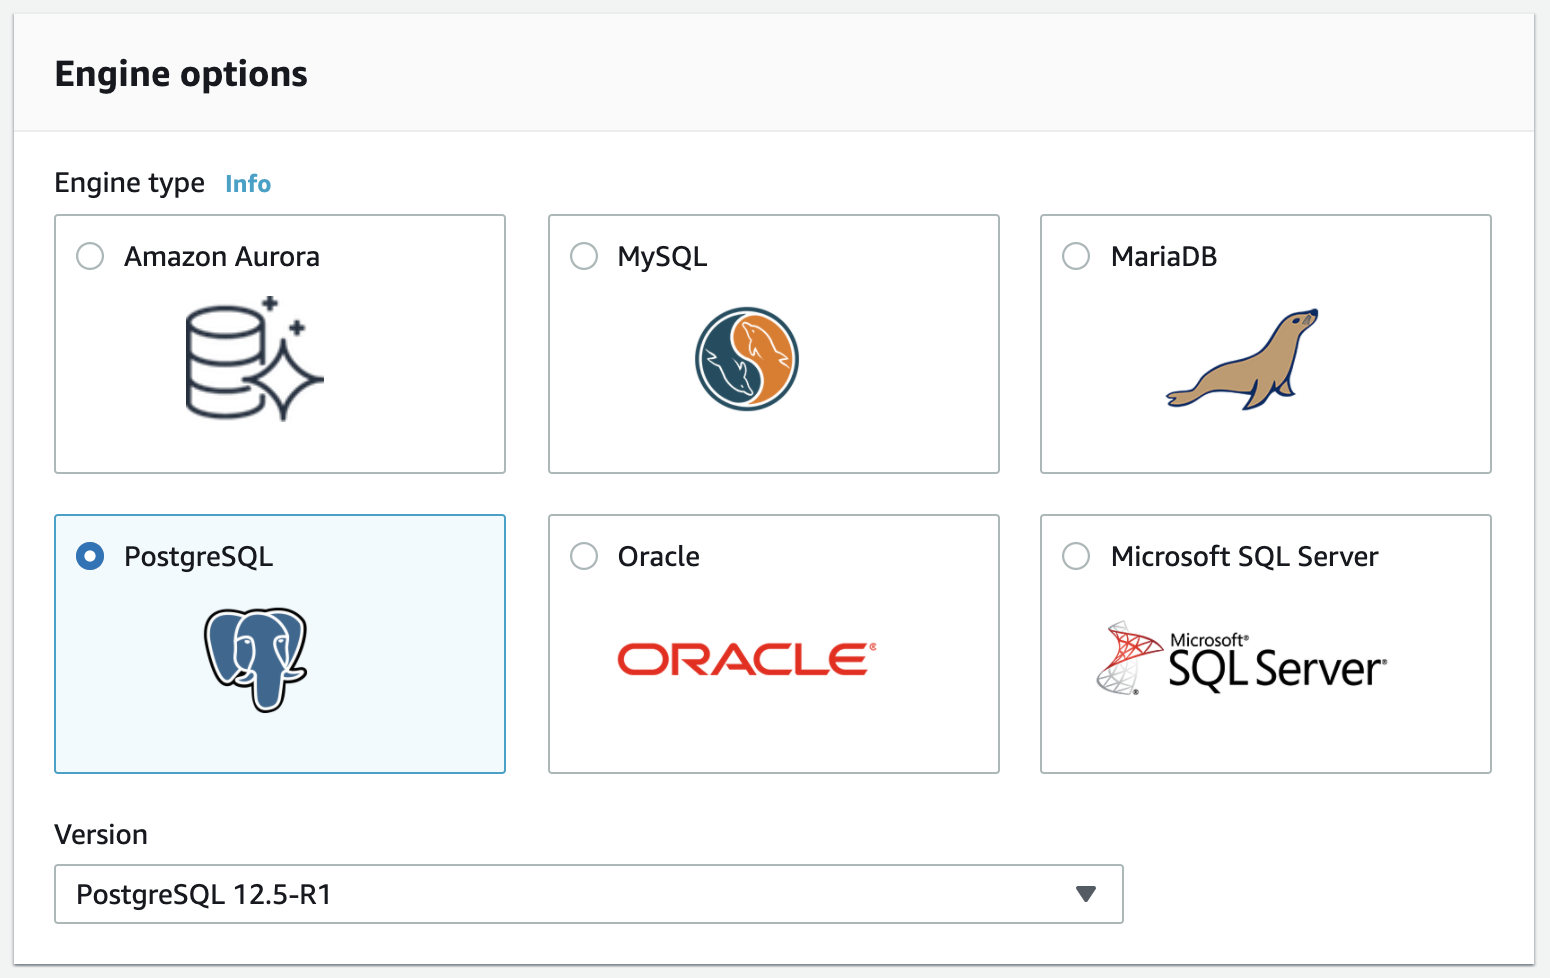 Engine options
Engine type Info
Amazon Aurora
MySQL
MariaDB
PostgreSQL
Oracle
ORACLE®
Microsoft SQL Server
Microsoft®
SQL Server®
Version
PostgreSQL 12.5-R1